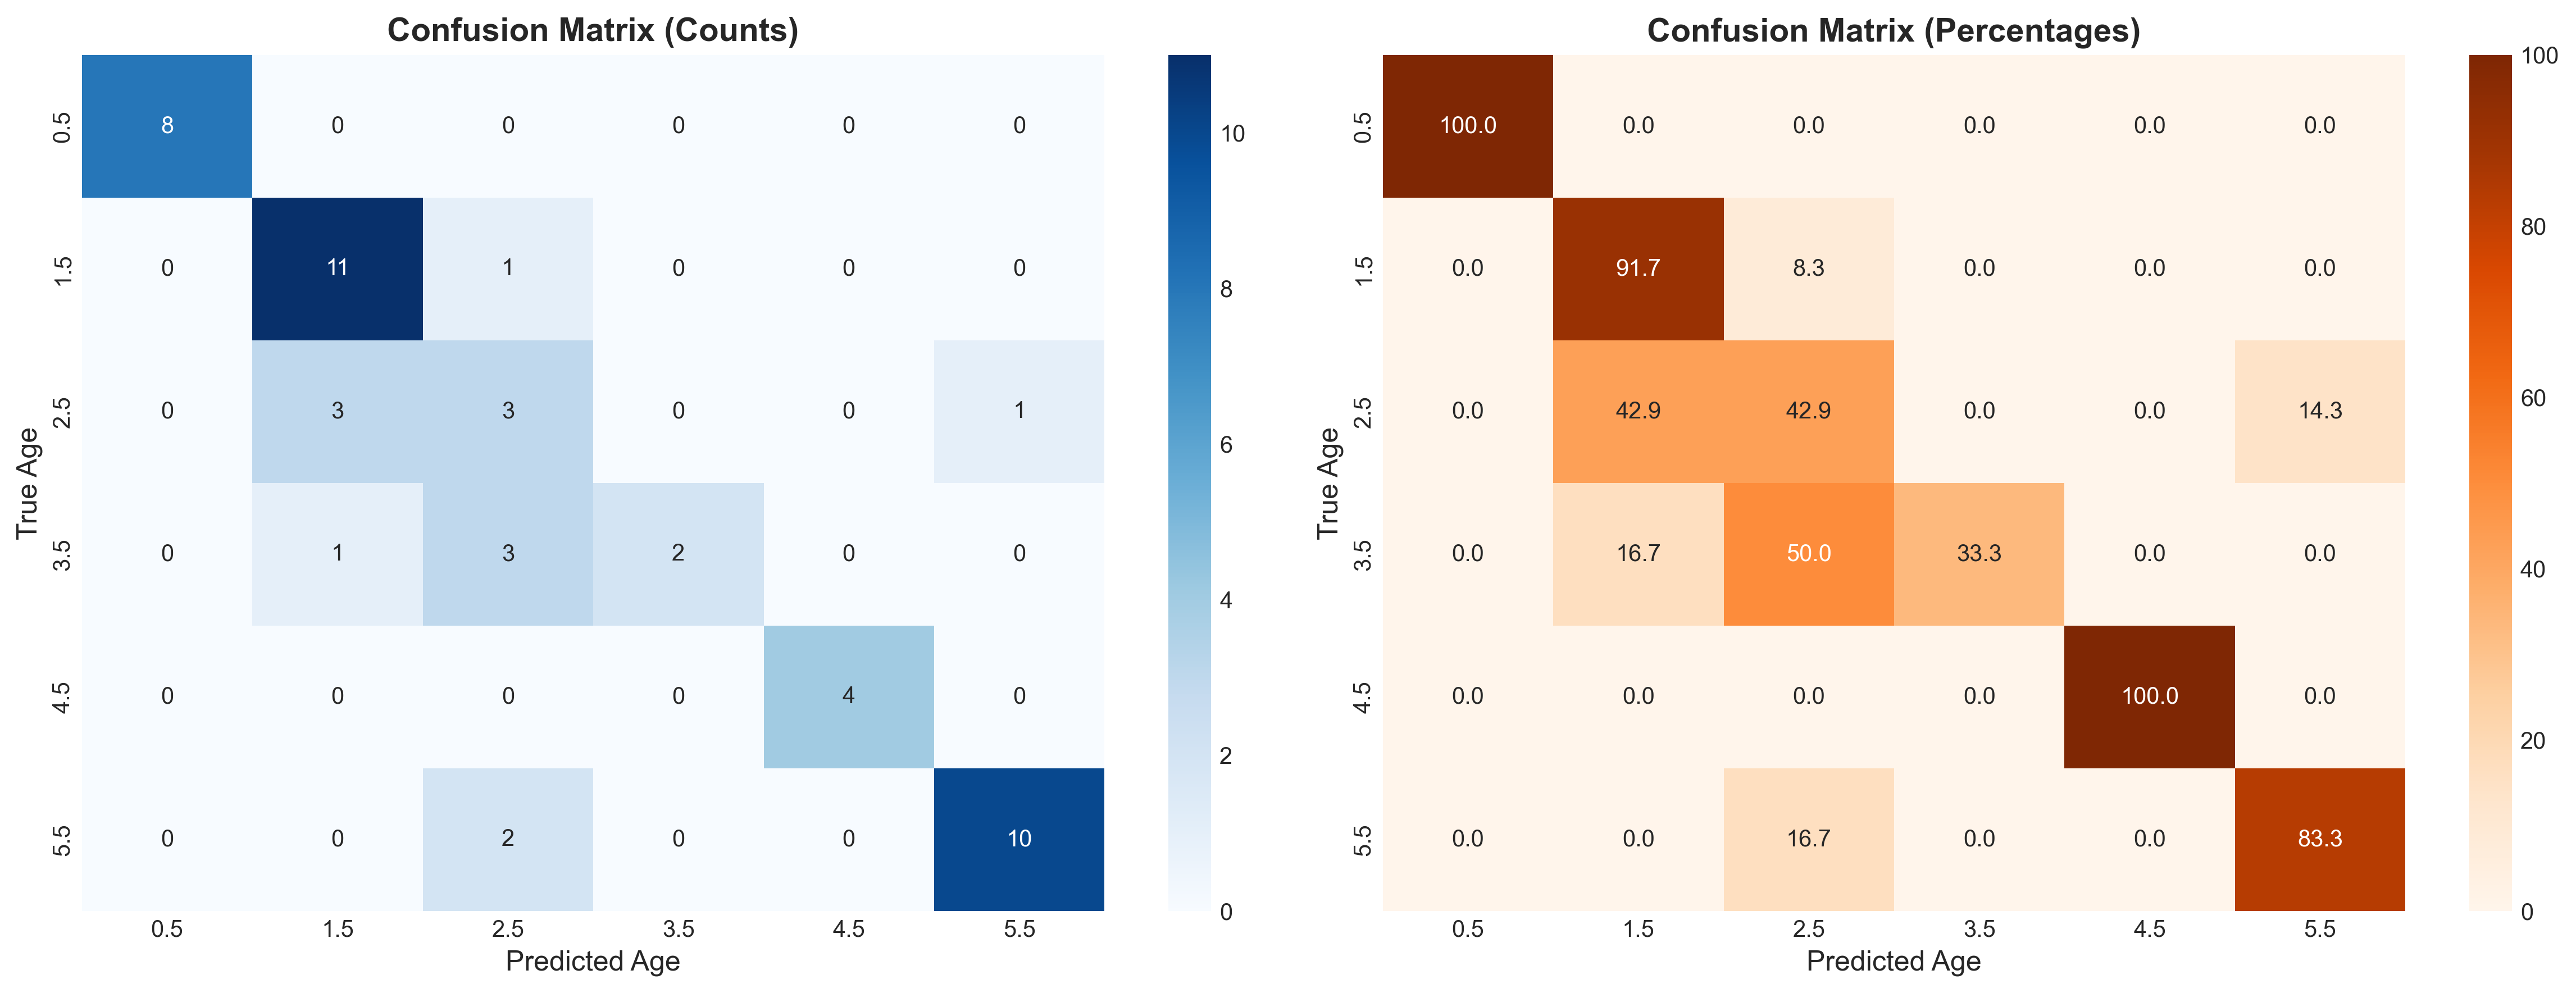 Confusion Matrix (Counts)
True Age
0.5 8 0 0 0 0 0
1.5 0 11 1 0 0 0
2.5 0 3 3 0 0 1
3.5 0 1 3 2 0 0
4.5 0 0 0 0 4 0
5.5 0 0 2 0 0 10
0.5 1.5 2.5 3.5 4.5 5.5
Predicted Age
10
8
6
4
2
0
Confusion Matrix (Percentages)
True Age
0.5 100.0 0.0 0.0 0.0 0.0 0.0
1.5 0.0 91.7 8.3 0.0 0.0 0.0
2.5 0.0 42.9 42.9 0.0 0.0 14.3
3.5 0.0 16.7 50.0 33.3 0.0 0.0
4.5 0.0 0.0 0.0 0.0 100.0 0.0
5.5 0.0 0.0 16.7 0.0 0.0 83.3
0.5 1.5 2.5 3.5 4.5 5.5
Predicted Age
100
80
60
40
20
0